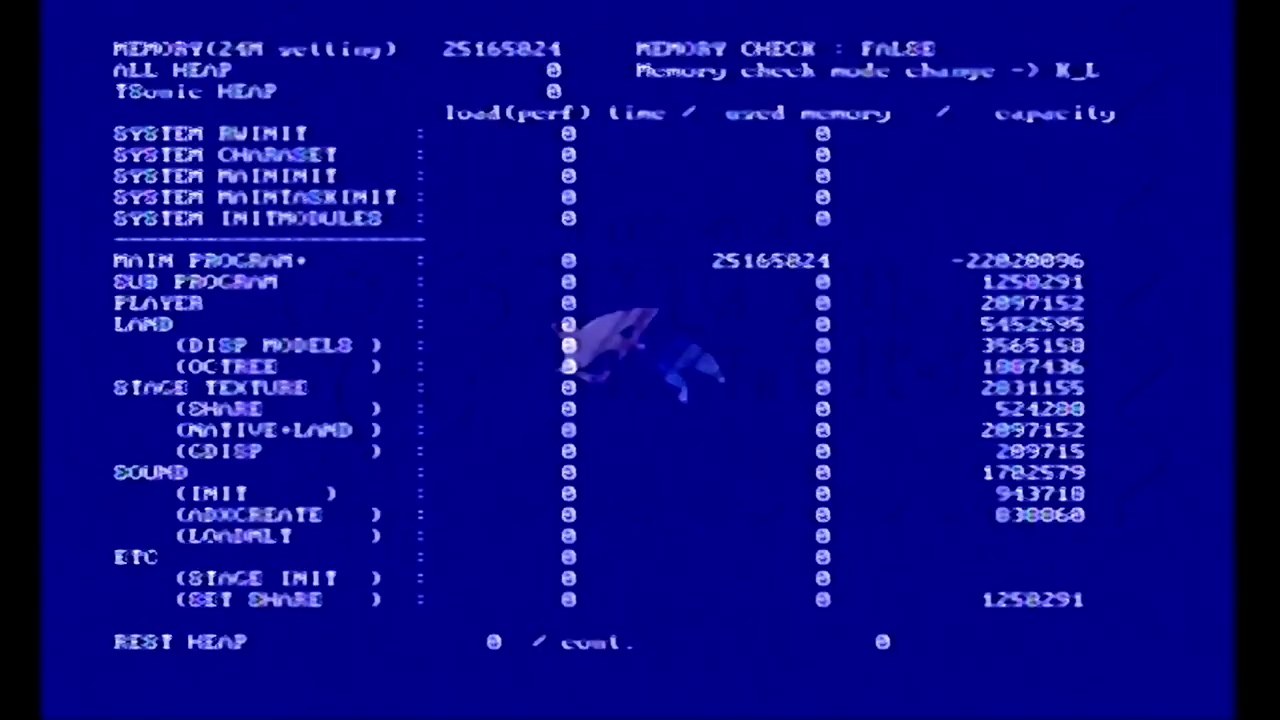 MEMORY(24M setting) 25165824 MEMORY CHECK : FALSE
ALL HEAP 0 Memory check mode change -> K_L
TSonic HEAP 0
load(perf) time / used memory / capacity
SYSTEM RWINIT : 0 0
SYSTEM CHARASET : 0 0
SYSTEM MAININIT : 0 0
SYSTEM MAINTASKINIT : 0 0
SYSTEM INITMODULES : 0 0
MAIN PROGRAM+ : 0 25165824 -22020096
SUB PROGRAM : 0 0 1258291
PLAYER : 0 0 2097152
LAND : 0 0 5452595
(DISP MODELS ) : 0 0 3565158
(OCTREE ) : 0 0 1887436
STAGE TEXTURE : 0 0 2831155
(SHARE ) : 0 0 524288
(NATIVE+LAND ) : 0 0 2097152
(GDISP ) : 0 0 209715
SOUND : 0 0 1782579
(INIT ) : 0 0 943718
(ADXCREATE ) : 0 0 838860
(LOADMLT ) : 0 0
ETC : 0 0
(STAGE INIT ) : 0 0
(SET SHARE ) : 0 0 1258291
REST HEAP 0 / cont. 0